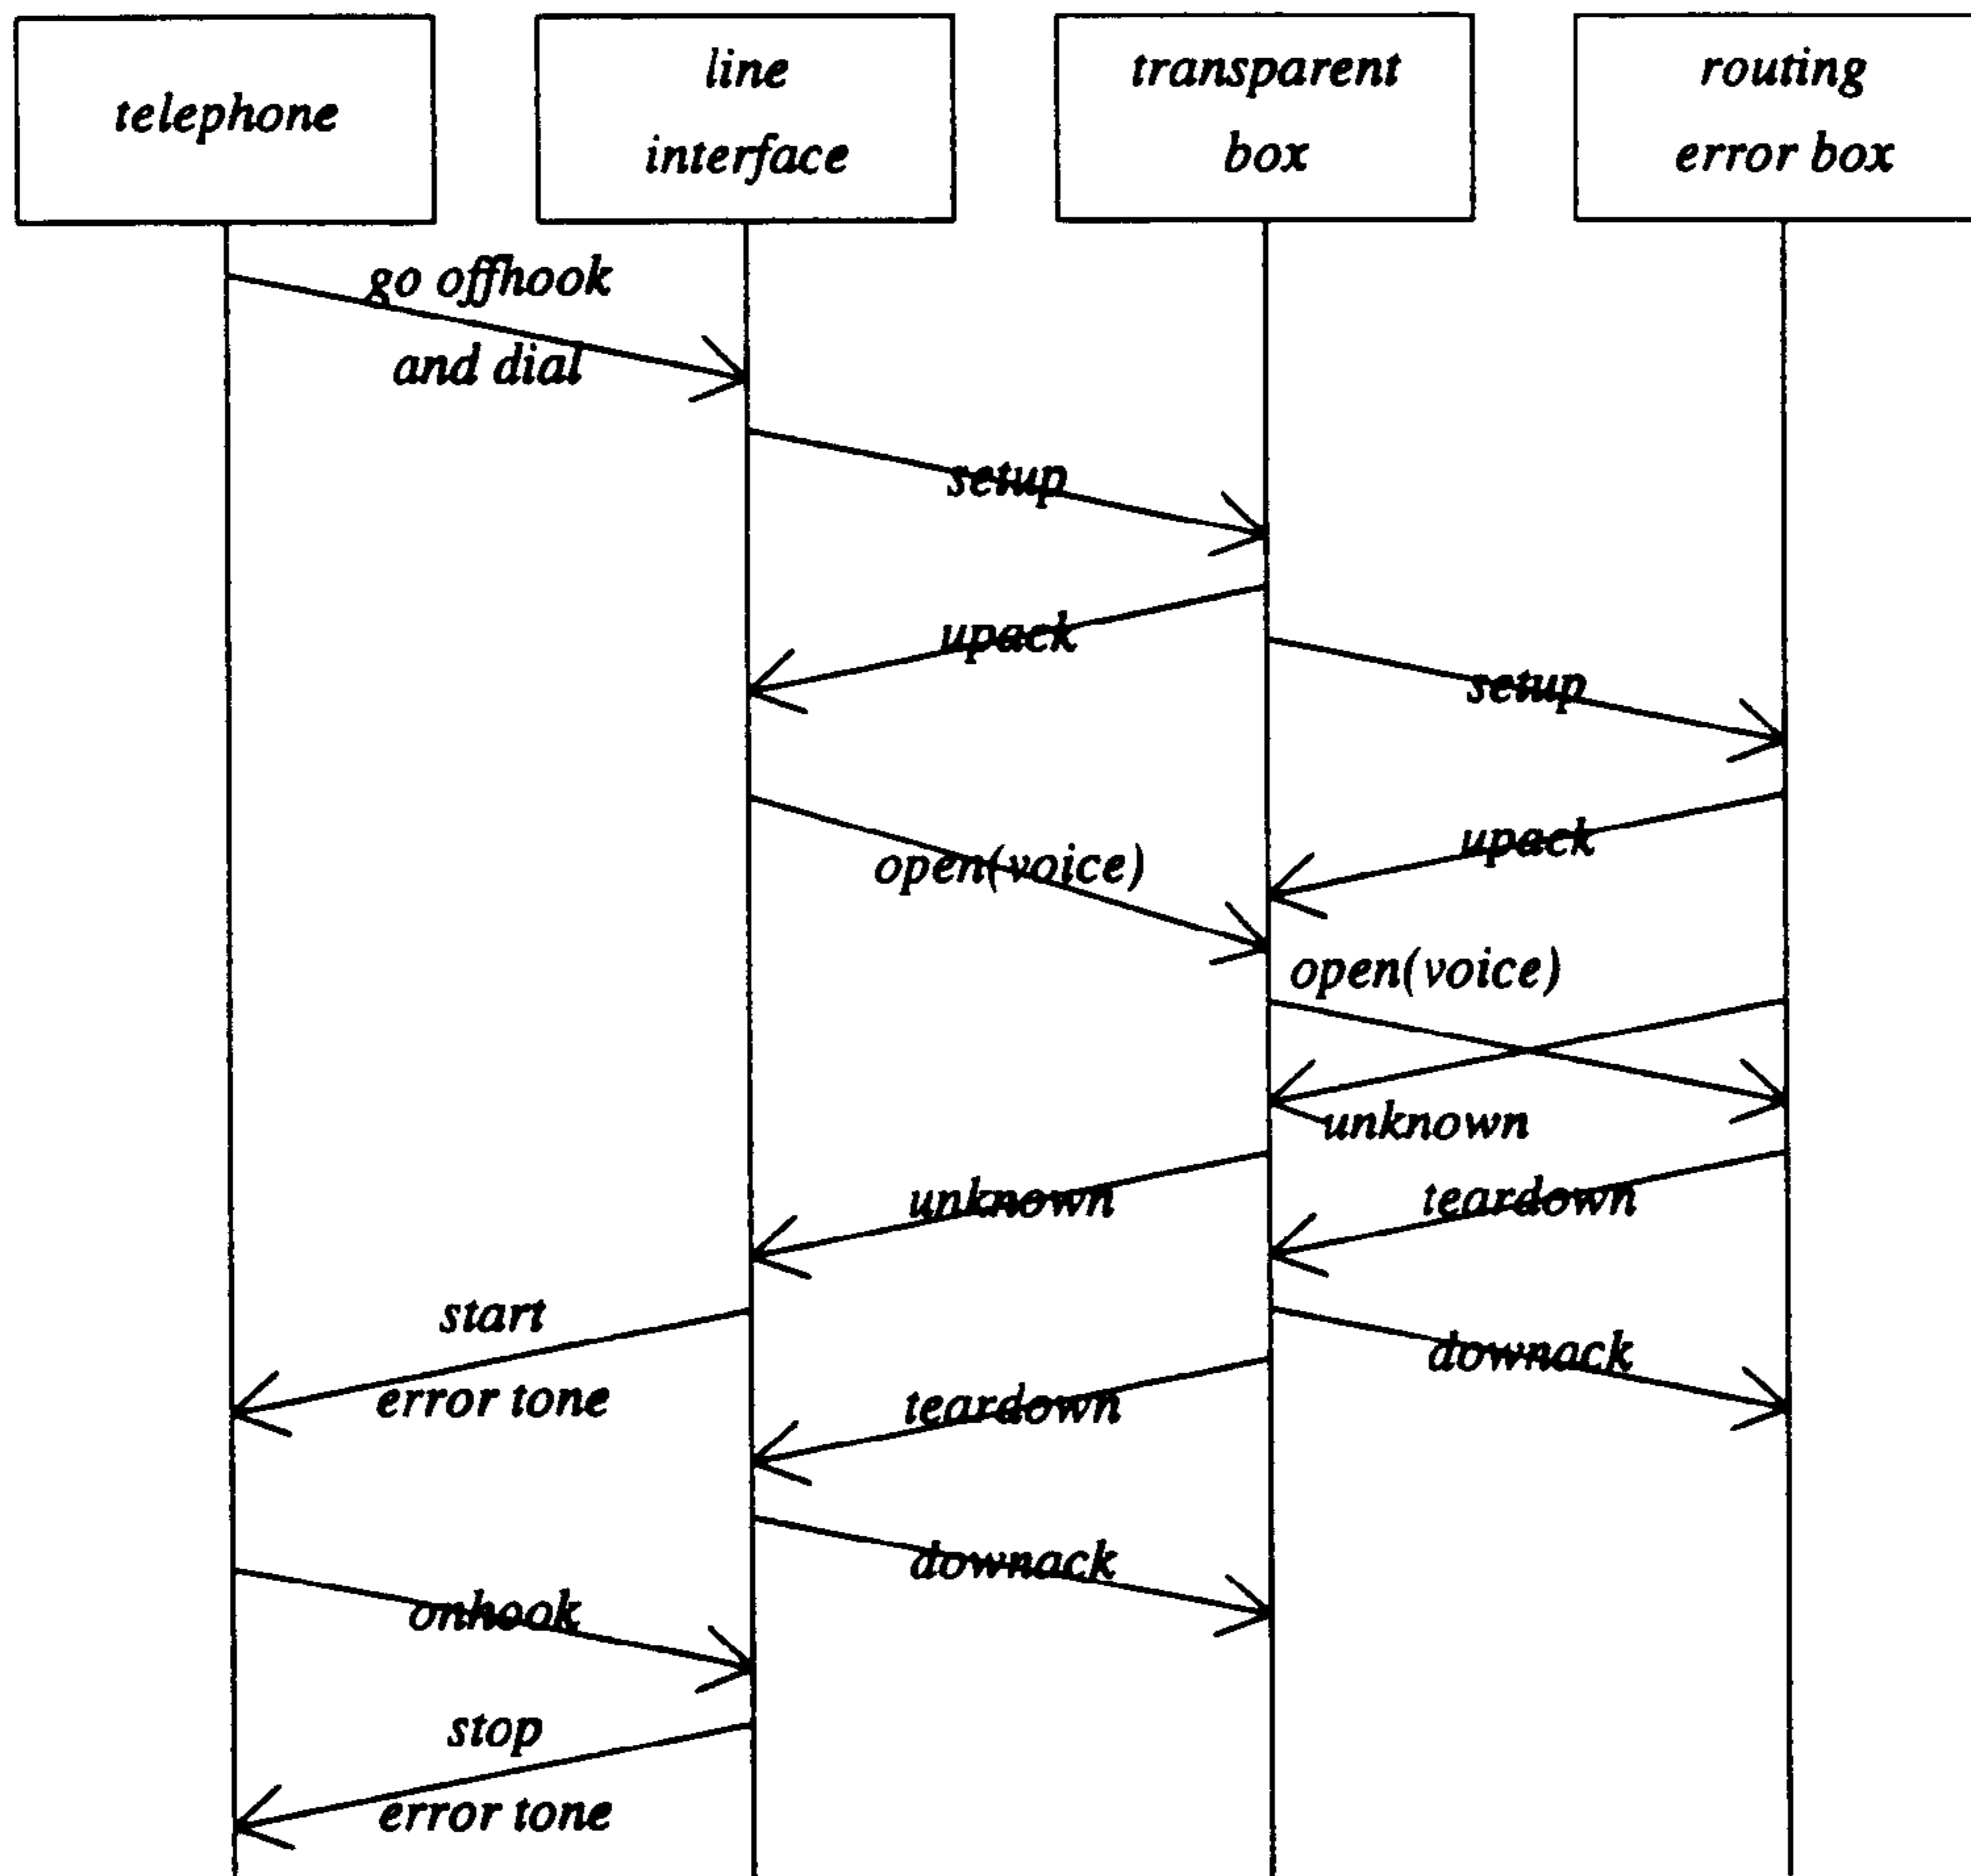 telephone
line
interface
transparent
box
routing
error box
go offhook
and dial
setup
upack
setup
upack
open(voice)
open(voice)
unknown
unknown
teardown
start
error tone
downack
teardown
downack
onhook
stop
error tone